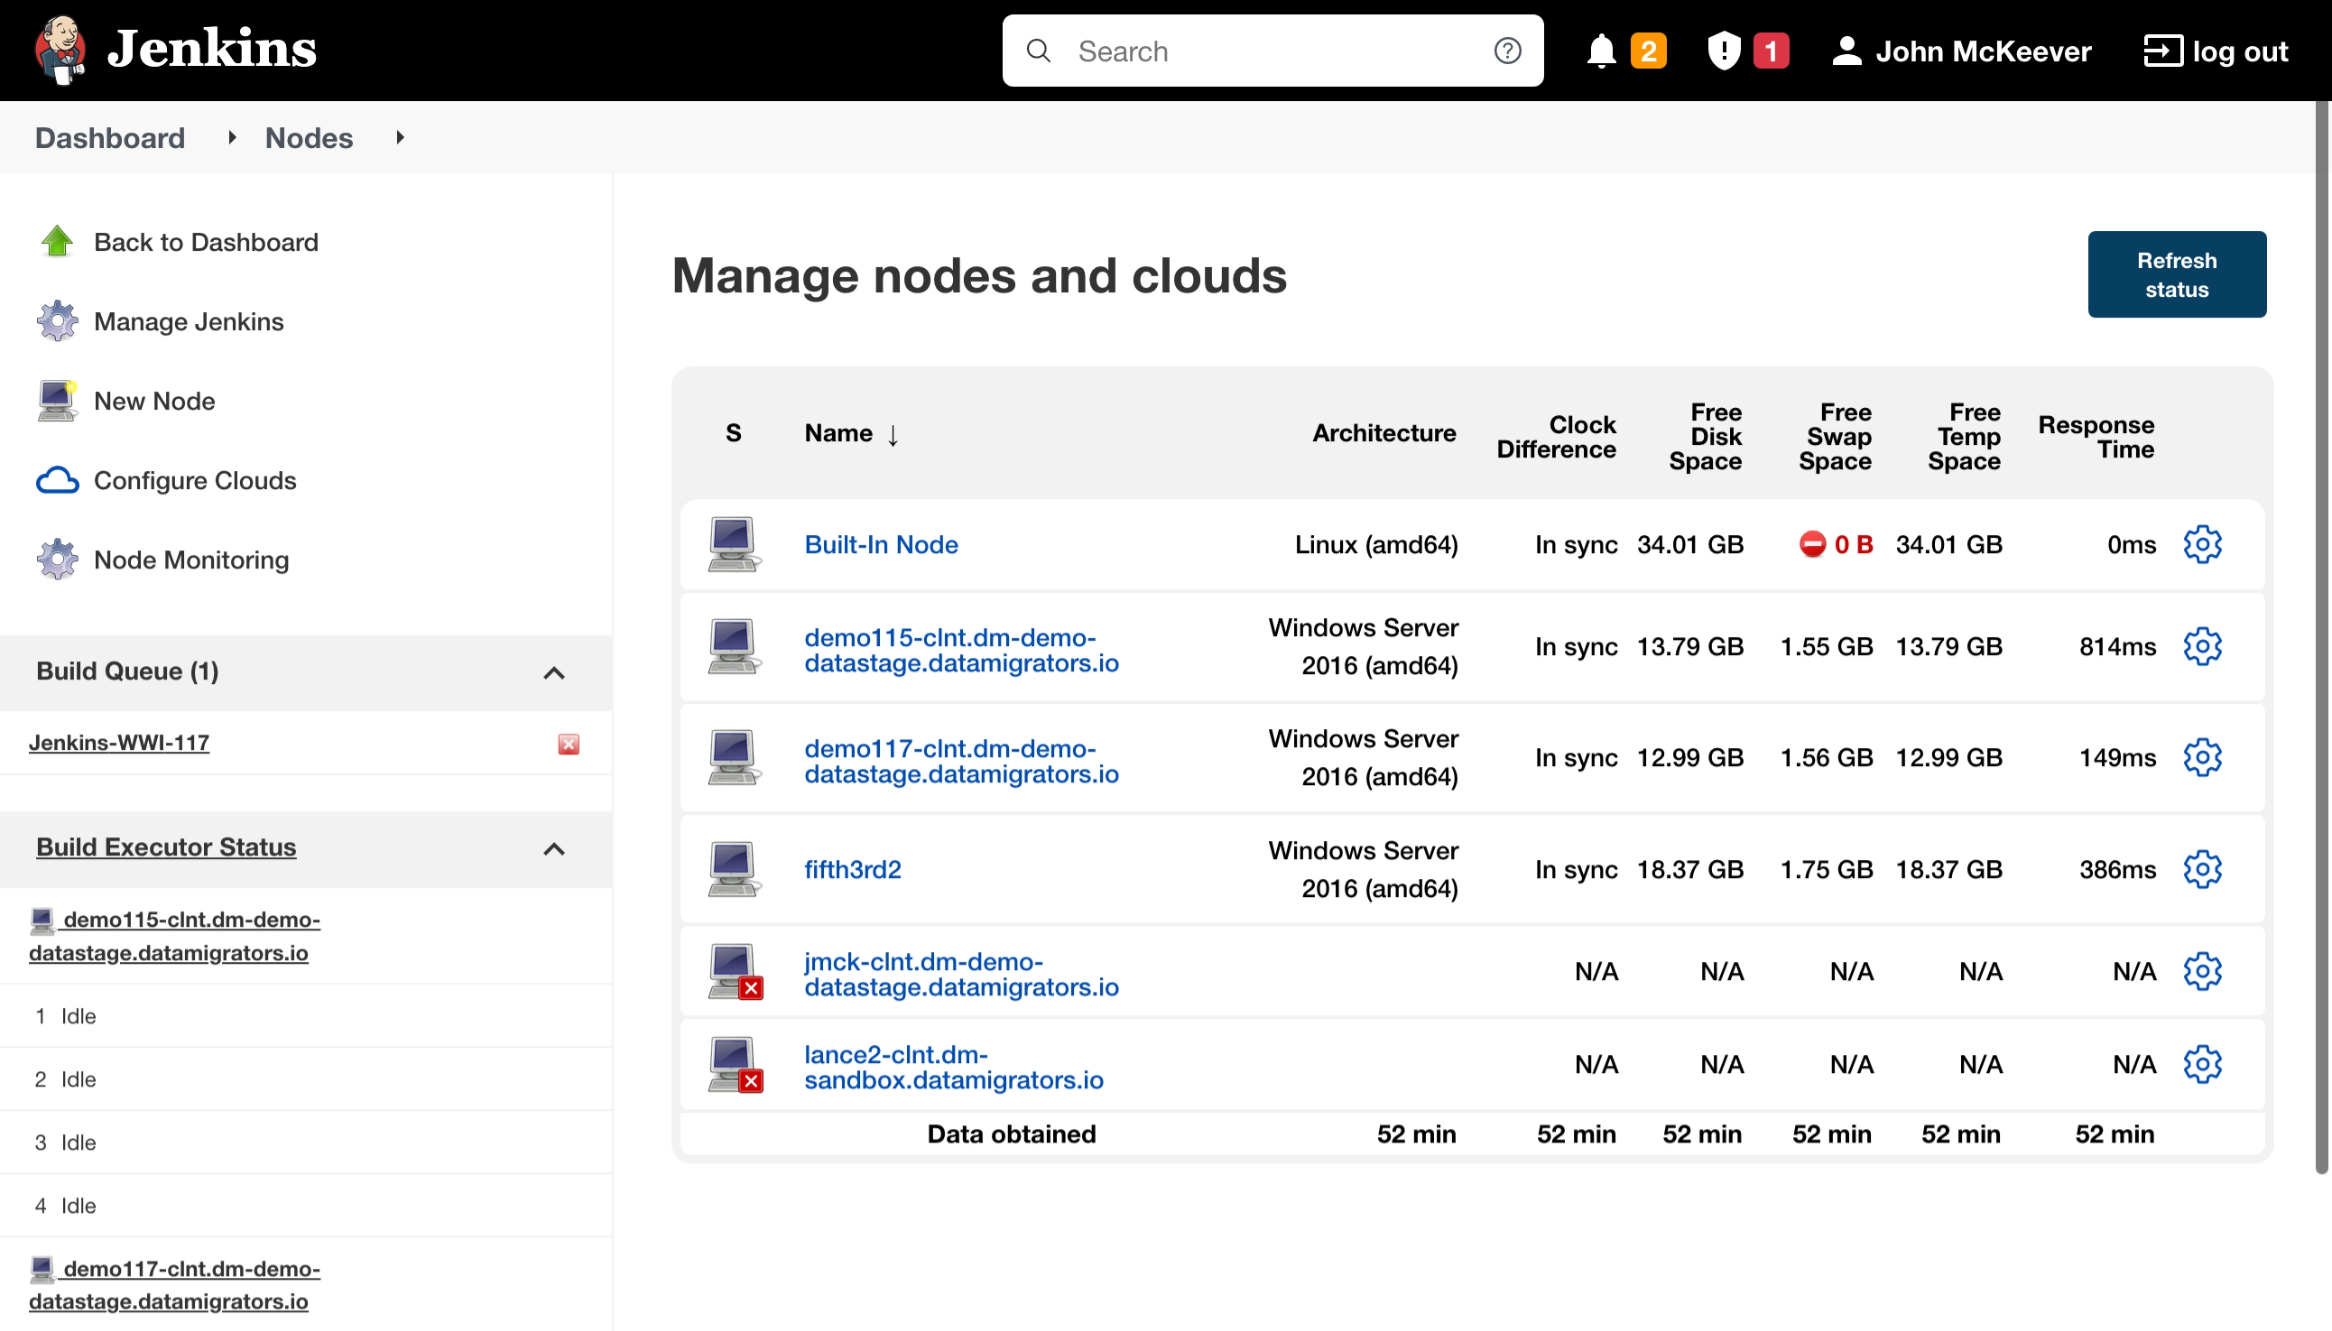 Jenkins
Search
2
1
John McKeever
log out
Dashboard
Nodes
Back to Dashboard
Manage Jenkins
New Node
Configure Clouds
Node Monitoring
Build Queue (1)
Jenkins-WWI-117
Build Executor Status
demo115-clnt.dm-demo-
datastage.datamigrators.io
1 Idle
2 Idle
3 Idle
4 Idle
demo117-clnt.dm-demo-
datastage.datamigrators.io
Manage nodes and clouds
Refresh
status
S
Name ↓
Architecture
Clock
Difference
Free
Disk
Space
Free
Swap
Space
Free
Temp
Space
Response
Time
Built-In Node
Linux (amd64)
In sync
34.01 GB
0 B
34.01 GB
0ms
demo115-clnt.dm-demo-
datastage.datamigrators.io
Windows Server
2016 (amd64)
In sync
13.79 GB
1.55 GB
13.79 GB
814ms
demo117-clnt.dm-demo-
datastage.datamigrators.io
Windows Server
2016 (amd64)
In sync
12.99 GB
1.56 GB
12.99 GB
149ms
fifth3rd2
Windows Server
2016 (amd64)
In sync
18.37 GB
1.75 GB
18.37 GB
386ms
jmck-clnt.dm-demo-
datastage.datamigrators.io
N/A
N/A
N/A
N/A
N/A
lance2-clnt.dm-
sandbox.datamigrators.io
N/A
N/A
N/A
N/A
N/A
Data obtained
52 min
52 min
52 min
52 min
52 min
52 min